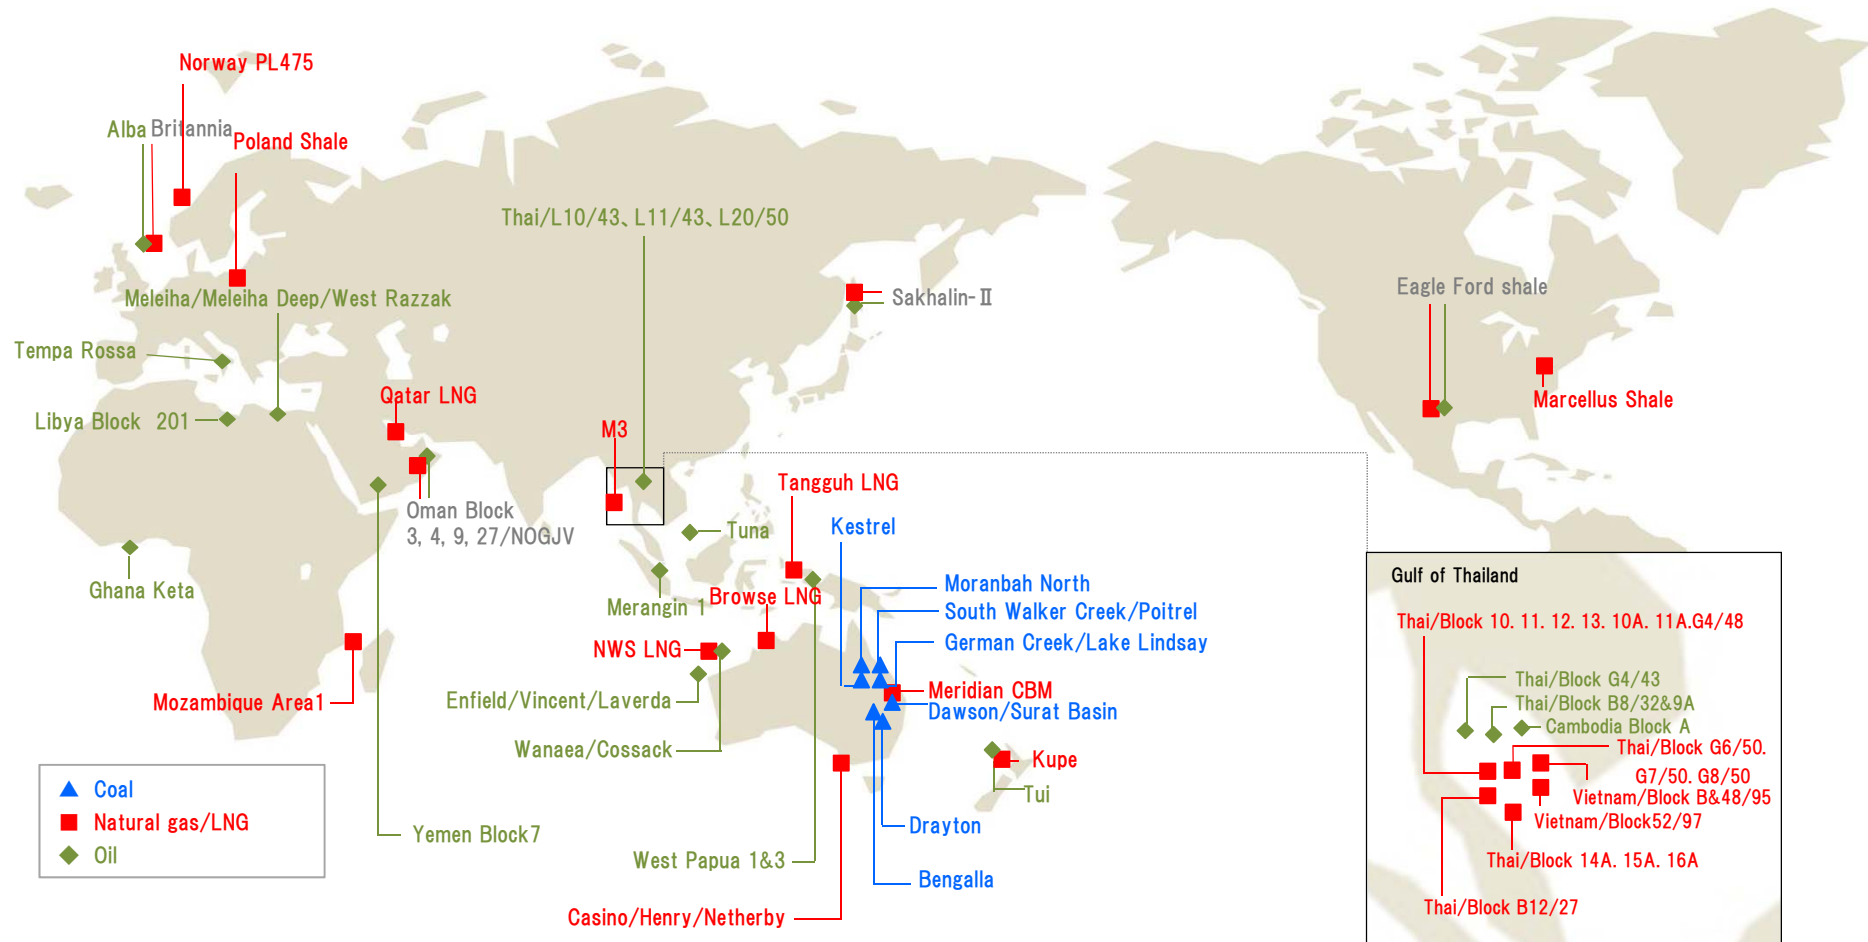 Norway PL475
Alba
Britannia
Poland Shale
Thai/L10/43、L11/43、L20/50
Meleiha/Meleiha Deep/West Razzak
Sakhalin-Ⅱ
Eagle Ford shale
Tempa Rossa
Qatar LNG
Marcellus Shale
Libya Block 201
M3
Tangguh LNG
Oman Block
3, 4, 9, 27/NOGJV
Tuna
Kestrel
Ghana Keta
Merangin 1
Browse LNG
Moranbah North
South Walker Creek/Poitrel
German Creek/Lake Lindsay
NWS LNG
Mozambique Area1
Enfield/Vincent/Laverda
Meridian CBM
Dawson/Surat Basin
Wanaea/Cossack
Kupe
Tui
Coal
Natural gas/LNG
Oil
Yemen Block7
West Papua 1&3
Drayton
Bengalla
Casino/Henry/Netherby
Gulf of Thailand
Thai/Block 10. 11. 12. 13. 10A. 11A.G4/48
Thai/Block G4/43
Thai/Block B8/32&9A
Cambodia Block A
Thai/Block G6/50.
G7/50. G8/50
Vietnam/Block B&48/95
Vietnam/Block52/97
Thai/Block 14A. 15A. 16A
Thai/Block B12/27